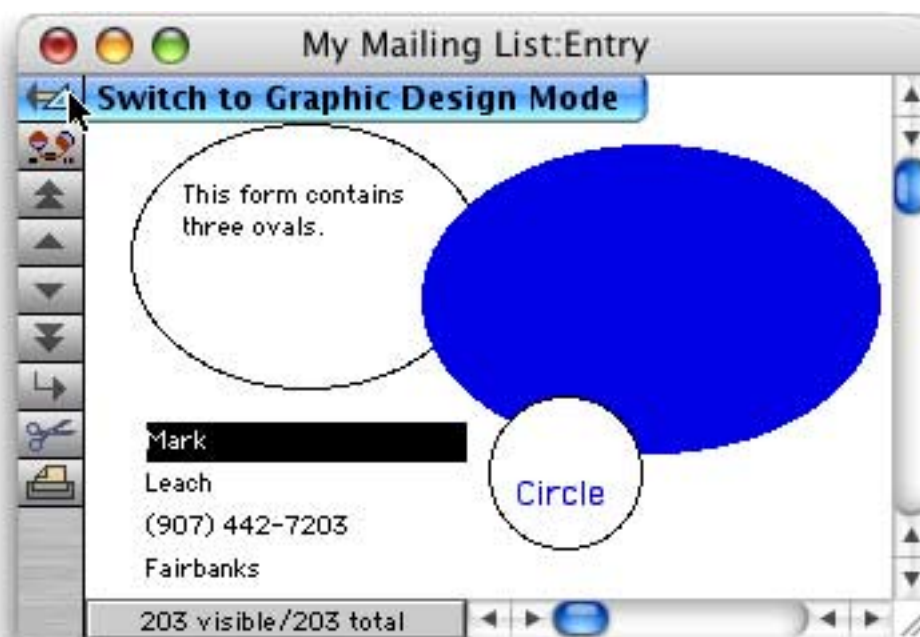 My Mailing List:Entry
Switch to Graphic Design Mode
This form contains
three ovals.
Mark
Leach
(907) 442-7203
Fairbanks
Circle
203 visible/203 total